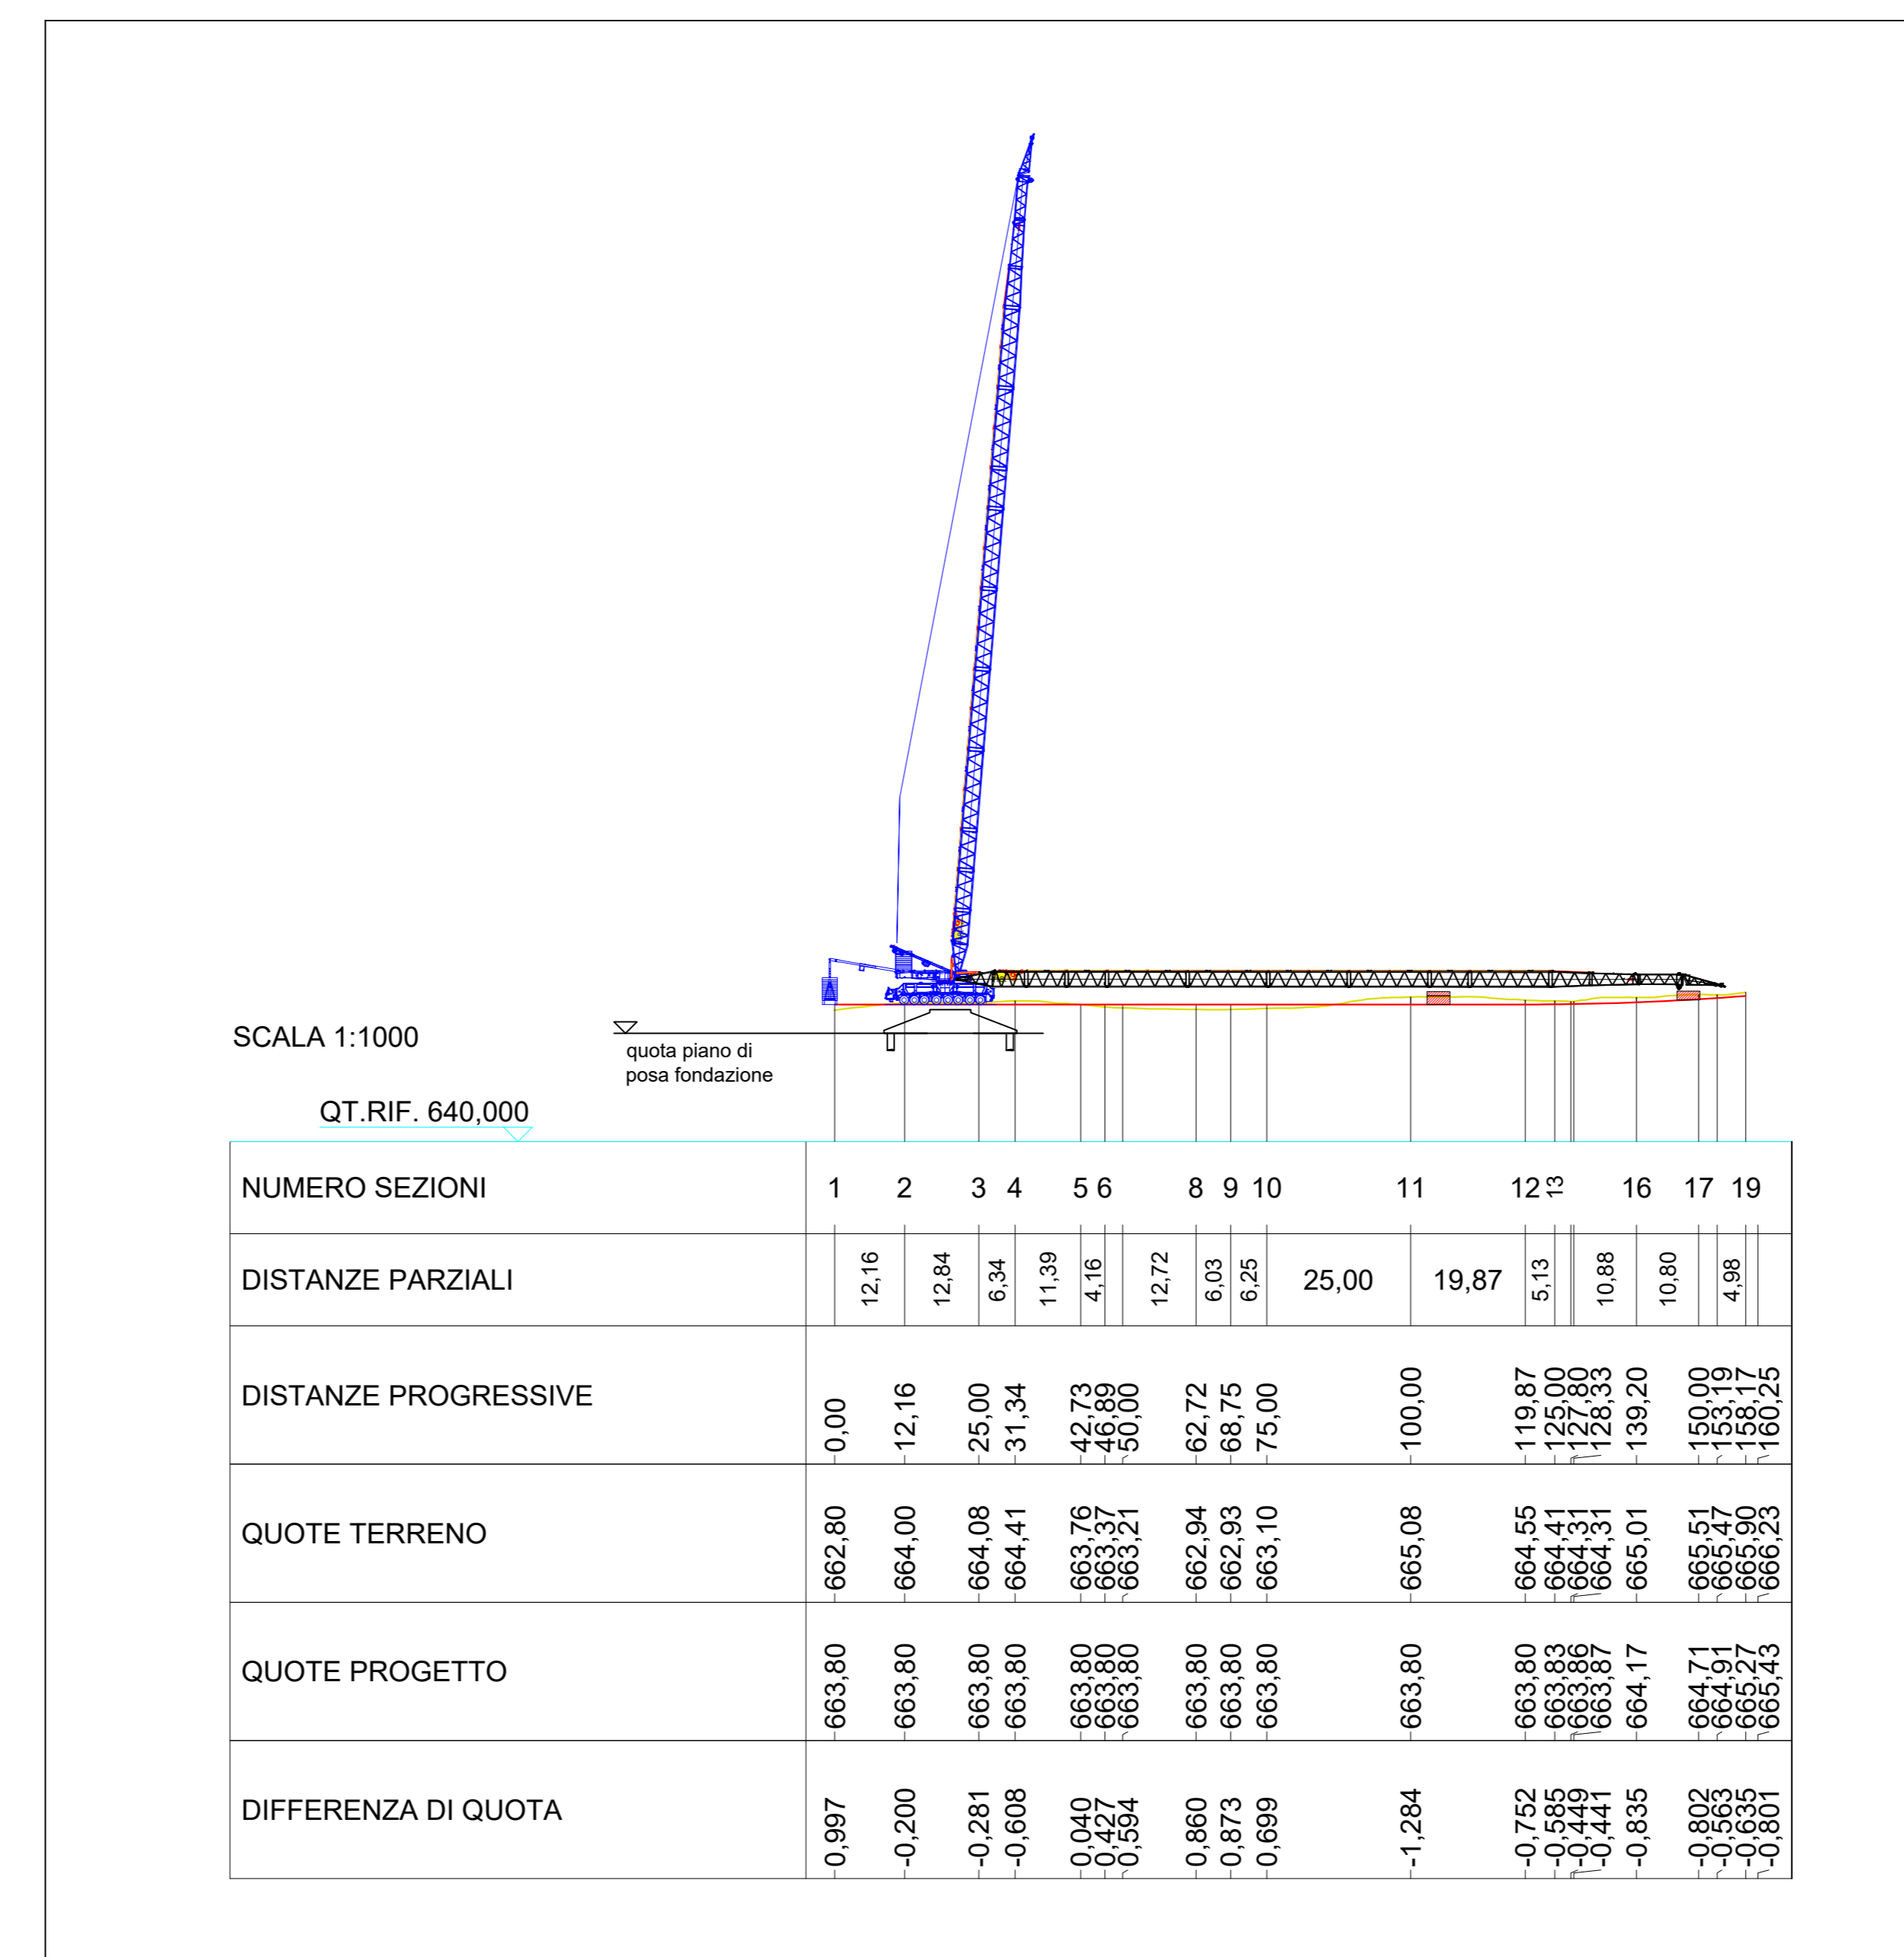 SCALA 1:1000
quota piano di
posa fondazione
QT.RIF. 640,000
NUMERO SEZIONI 1 2 3 4 5 6 8 9 10 11 12 13 16 17 19
DISTANZE PARZIALI 12,16 12,84 6,34 11,39 4,16 12,72 6,03 6,25 25,00 19,87 5,13 10,88 10,80 4,98
DISTANZE PROGRESSIVE 0,00 12,16 25,00 31,34 42,73 46,89 50,00 62,72 68,75 75,00 100,00 119,87 125,00 127,80 128,33 139,20 150,00 153,19 158,17 160,25
QUOTE TERRENO 662,80 664,00 664,08 664,41 663,76 663,37 663,21 662,94 662,93 663,10 665,08 664,55 664,41 664,31 664,31 665,01 665,51 665,47 665,90 666,23
QUOTE PROGETTO 663,80 663,80 663,80 663,80 663,80 663,80 663,80 663,80 663,80 663,80 663,80 663,80 663,83 663,86 663,87 664,17 664,71 664,91 665,27 665,43
DIFFERENZA DI QUOTA 0,997 -0,200 -0,281 -0,608 0,040 0,427 0,594 0,860 0,873 0,699 -1,284 -0,752 -0,585 -0,449 -0,441 -0,835 -0,802 -0,563 -0,635 -0,801